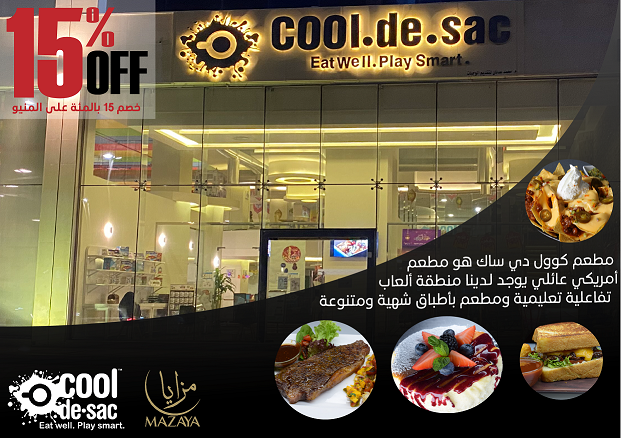 15% OFF
خصم 15 بالمئة على المنيو
COOL.de.sac
Eat Well. Play Smart.
مطعم كوول دي ساك هو مطعم
أمريكي عائلي يوجد لدينا منطقة ألعاب
تفاعلية تعليمية ومطعم بأطباق شهية ومتنوعة
COOL
de-sac
Eat well. Play smart.
مزايا
MAZAYA